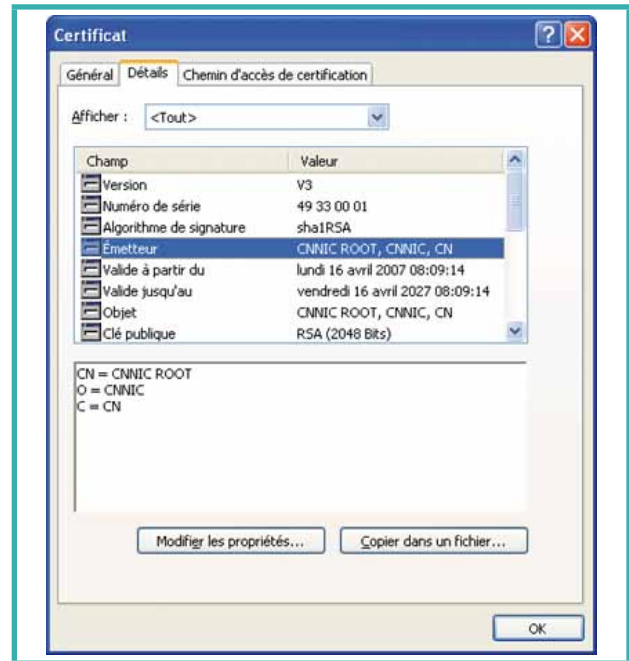 Certificat
Général Détails Chemin d'accès de certification
Afficher : <Tout>
Champ Valeur
Version V3
Numéro de série 49 33 00 01
Algorithme de signature sha1RSA
Émetteur CNNIC ROOT, CNNIC, CN
Valide à partir du lundi 16 avril 2007 08:09:14
Valide jusqu'au vendredi 16 avril 2027 08:09:14
Objet CNNIC ROOT, CNNIC, CN
Clé publique RSA (2048 Bits)
CN = CNNIC ROOT
O = CNNIC
C = CN
Modifier les propriétés... Copier dans un fichier...
OK